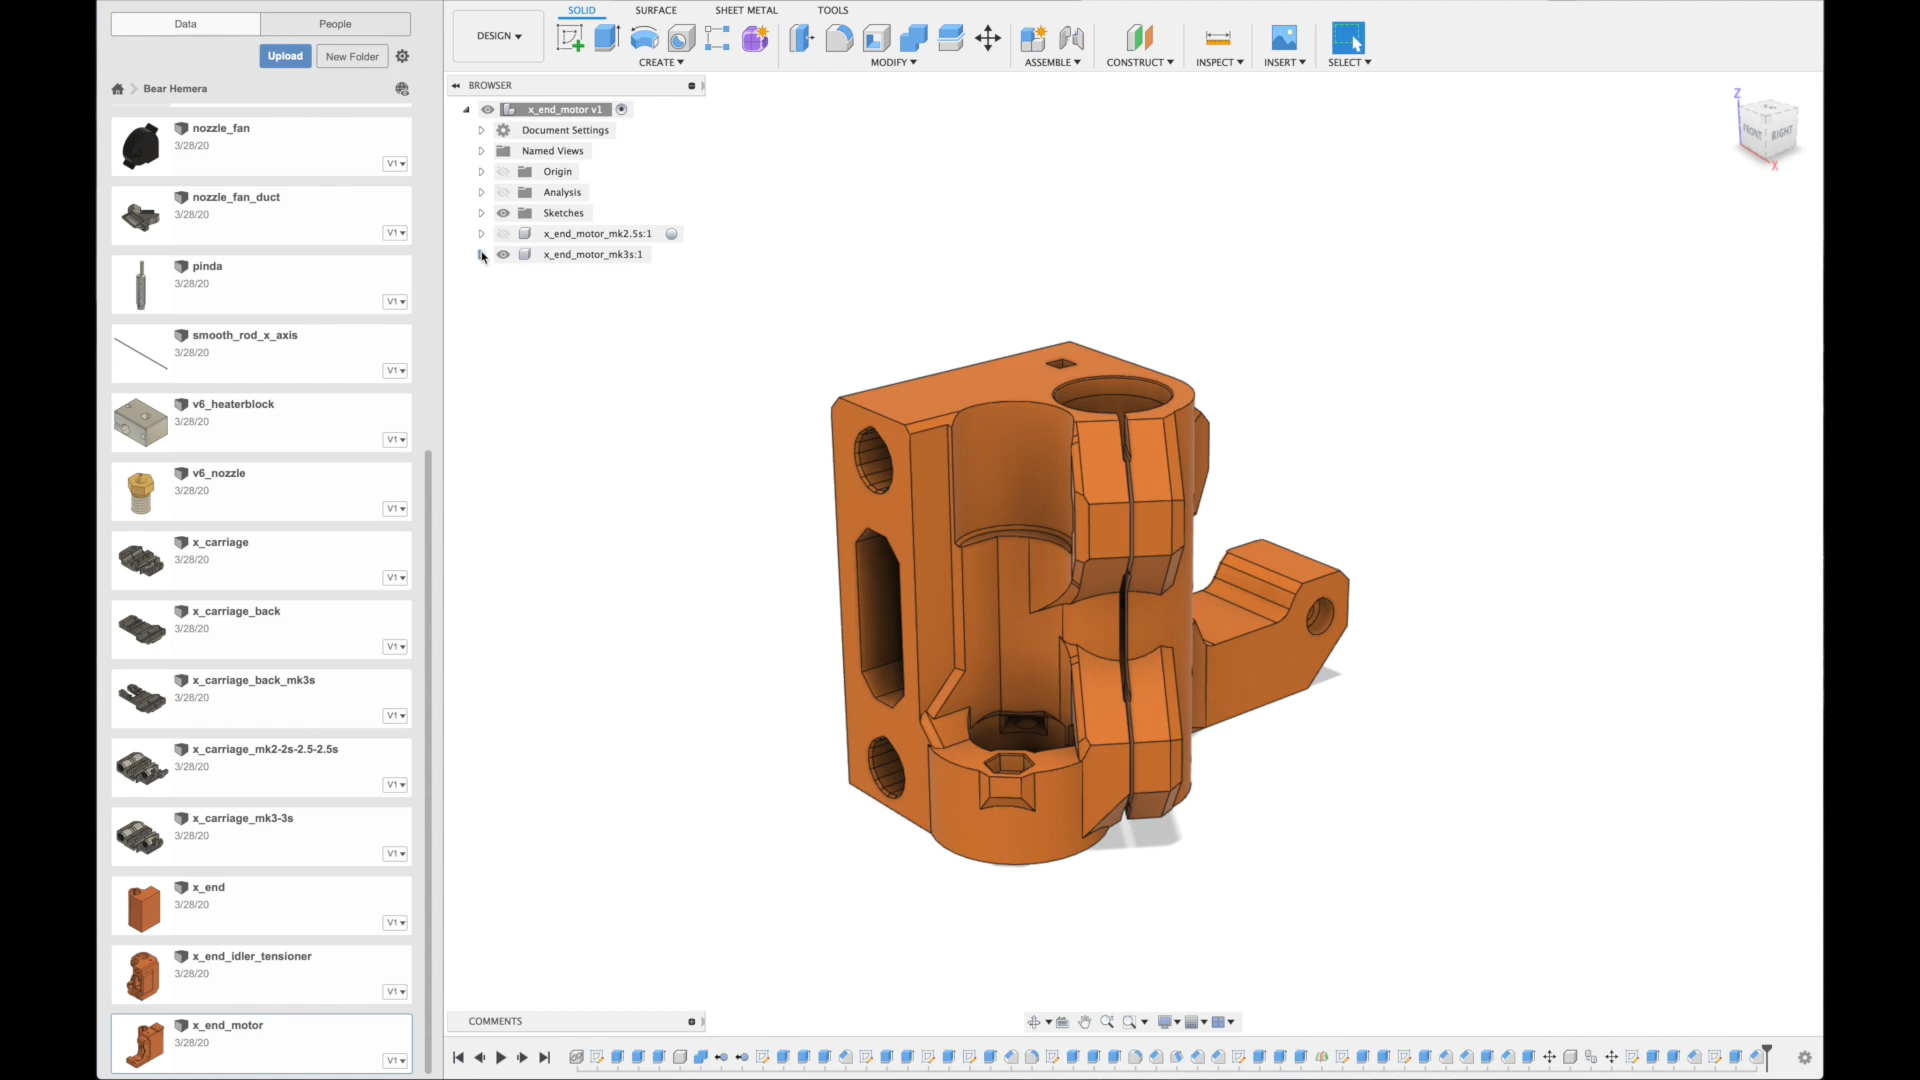 Data
People
Upload
New Folder
Bear Hemera
nozzle_fan
3/28/20
V1
nozzle_fan_duct
3/28/20
V1
pinda
3/28/20
V1
smooth_rod_x_axis
3/28/20
V1
v6_heaterblock
3/28/20
V1
v6_nozzle
3/28/20
V1
x_carriage
3/28/20
V1
x_carriage_back
3/28/20
V1
x_carriage_back_mk3s
3/28/20
V1
x_carriage_mk2-2s-2.5-2.5s
3/28/20
V1
x_carriage_mk3-3s
3/28/20
V1
x_end
3/28/20
V1
x_end_idler_tensioner
3/28/20
V1
x_end_motor
3/28/20
V1
DESIGN
SOLID
SURFACE
SHEET METAL
TOOLS
CREATE
MODIFY
ASSEMBLE
CONSTRUCT
INSPECT
INSERT
SELECT
BROWSER
x_end_motor v1
Document Settings
Named Views
Origin
Analysis
Sketches
x_end_motor_mk2.5s:1
x_end_motor_mk3s:1
Z
FRONT
RIGHT
X
COMMENTS